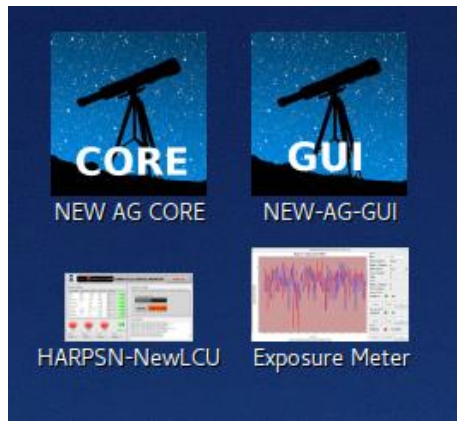 CORE
GUI
NEW AG CORE
NEW-AG-GUI
HARPSN-NewLCU
Exposure Meter